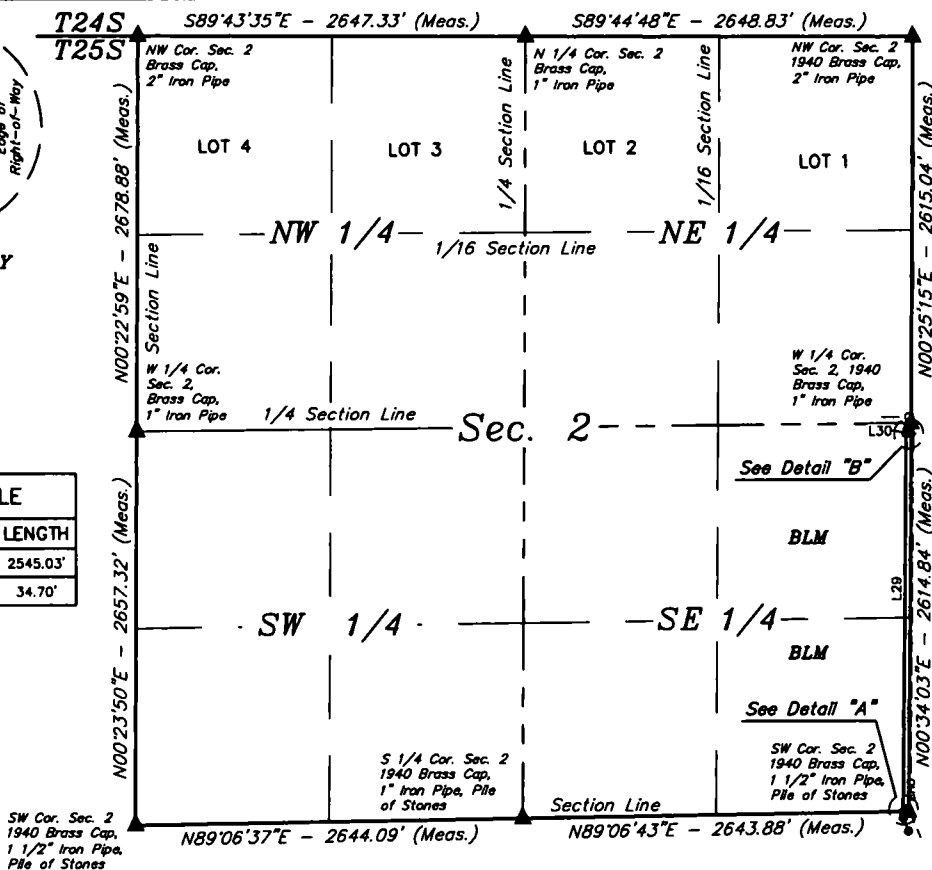 T24S
T25S
S89°43'35"E - 2647.33' (Meas.)
S89°44'48"E - 2648.83' (Meas.)
NW Cor. Sec. 2
Brass Cap,
2" Iron Pipe
N 1/4 Cor. Sec. 2
Brass Cap,
1" Iron Pipe
NW Cor. Sec. 2
1940 Brass Cap,
2" Iron Pipe
Edge of
Right-of-Way
Y
N00°22'59"E - 2678.88' (Meas.)
Section Line
LOT 4
LOT 3
1/4 Section Line
LOT 2
1/16 Section Line
LOT 1
N00°25'15"E - 2615.04' (Meas.)
NW 1/4
1/16 Section Line
NE 1/4
W 1/4 Cor.
Sec. 2,
Brass Cap,
1" Iron Pipe
W 1/4 Cor.
Sec. 2, 1940
Brass Cap,
1" Iron Pipe
1/4 Section Line
Sec. 2
L30
See Detail "B"
LE
LENGTH
2545.03'
34.70'
N00°23'50"E - 2657.32' (Meas.)
BLM
L29
SW 1/4
SE 1/4
BLM
N00°34'03"E - 2614.84' (Meas.)
See Detail "A"
S 1/4 Cor. Sec. 2
1940 Brass Cap,
1" Iron Pipe, Pile
of Stones
SW Cor. Sec. 2
1940 Brass Cap,
1 1/2" Iron Pipe,
Pile of Stones
Section Line
SW Cor. Sec. 2
1940 Brass Cap,
1 1/2" Iron Pipe,
Pile of Stones
N89°06'37"E - 2644.09' (Meas.)
N89°06'43"E - 2643.88' (Meas.)